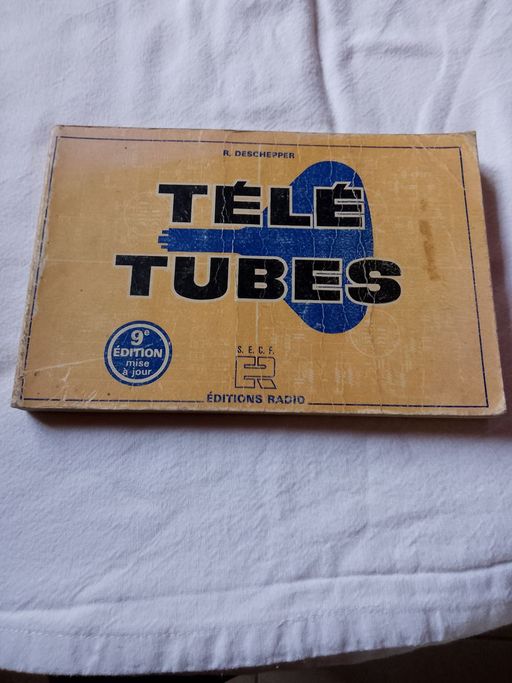 R. DESCHEPPER
TÉLÉ
TUBES
9e
ÉDITION
mise
à jour
S. E. C. F.
ER
ÉDITIONS RADIO